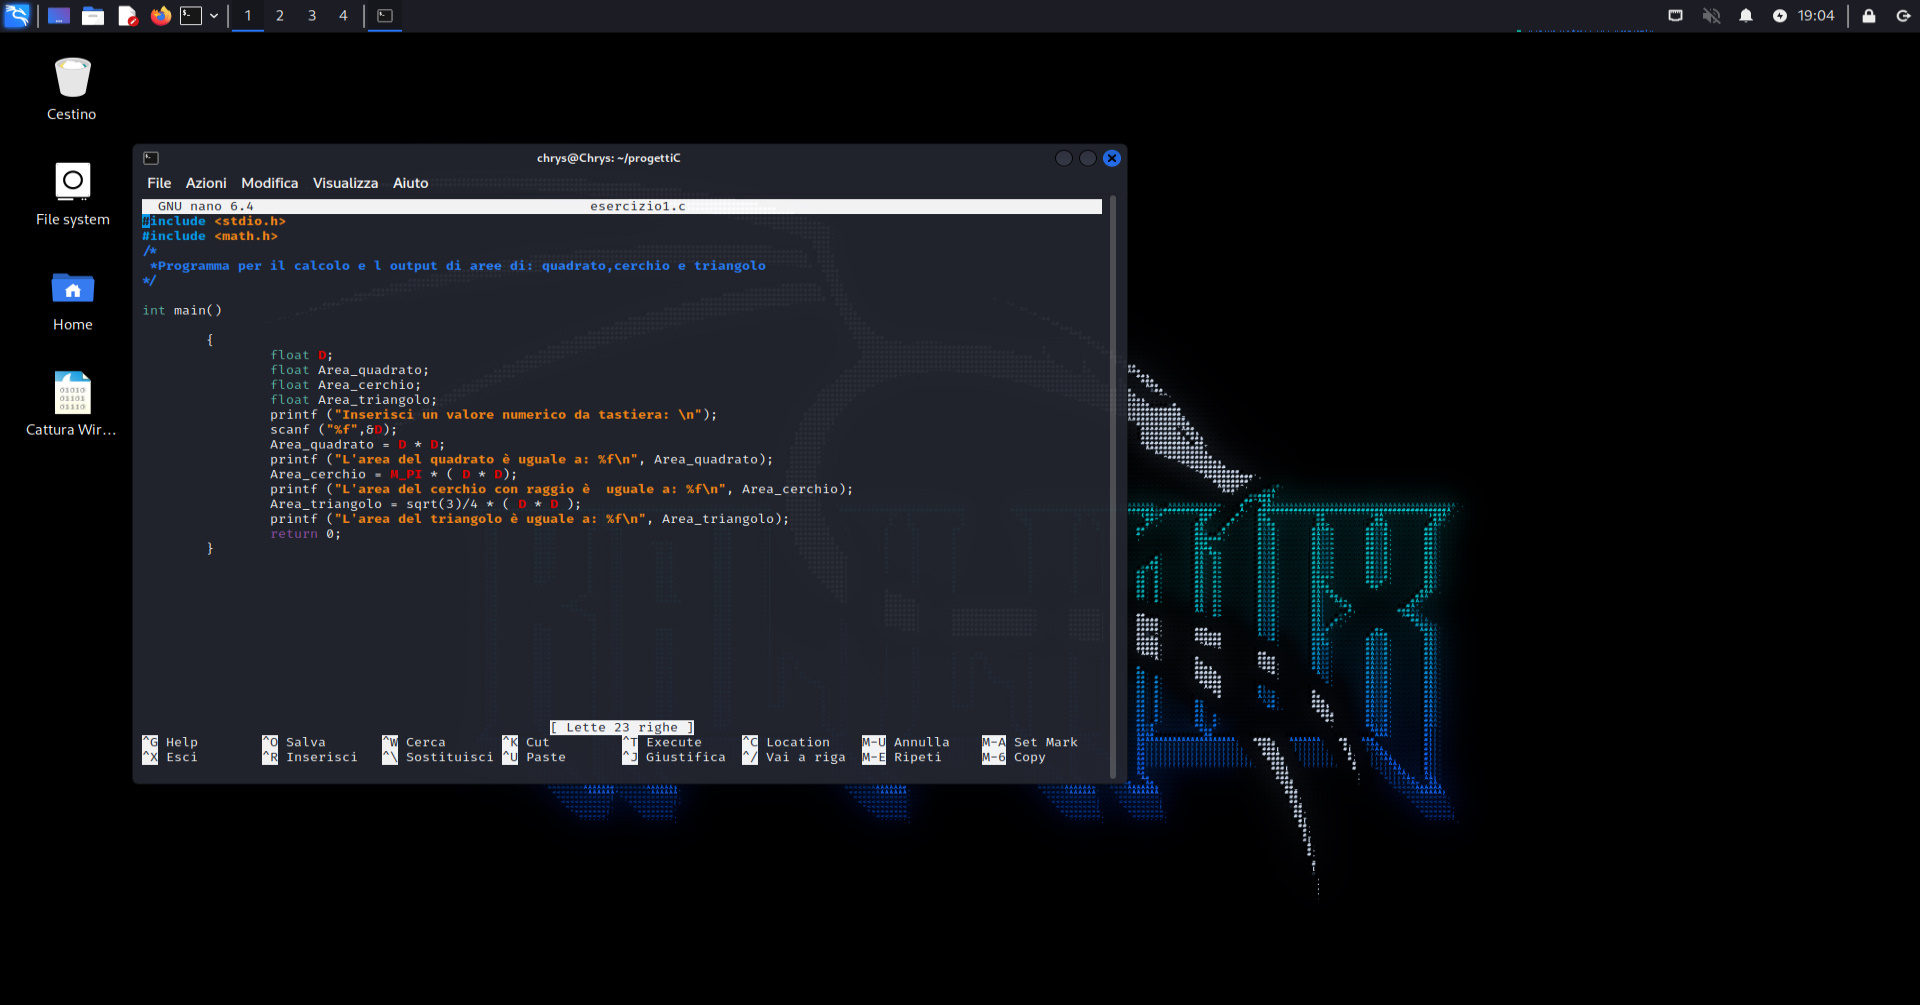 1 2 3 4
19:04
Cestino
File system
Home
01010
01101
01110
Cattura Wir...
chrys@Chrys: ~/progettiC
File Azioni Modifica Visualizza Aiuto
GNU nano 6.4 esercizio1.c
#include <stdio.h>
#include <math.h>
/*
*Programma per il calcolo e l output di aree di: quadrato,cerchio e triangolo
*/
int main()
{
float D;
float Area_quadrato;
float Area_cerchio;
float Area_triangolo;
printf ("Inserisci un valore numerico da tastiera: \n");
scanf ("%f",&D);
Area_quadrato = D * D;
printf ("L'area del quadrato è uguale a: %f\n", Area_quadrato);
Area_cerchio = M_PI * ( D * D);
printf ("L'area del cerchio con raggio è  uguale a: %f\n", Area_cerchio);
Area_triangolo = sqrt(3)/4 * ( D * D );
printf ("L'area del triangolo è uguale a: %f\n", Area_triangolo);
return 0;
}
[ Lette 23 righe ]
^G Help ^O Salva ^W Cerca ^K Cut ^T Execute ^C Location M-U Annulla M-A Set Mark
^X Esci ^R Inserisci ^\ Sostituisci ^U Paste ^J Giustifica ^/ Vai a riga M-E Ripeti M-6 Copy